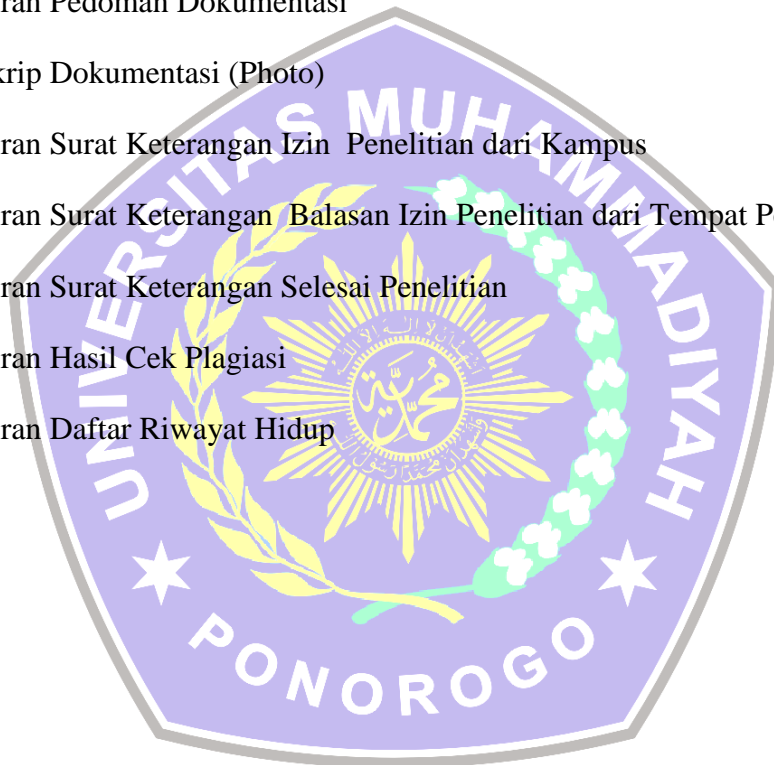 ran Pedoman Dokumentasi
krip Dokumentasi (Photo)
ran Surat Keterangan Izin  Penelitian dari Kampus
ran Surat Keterangan  Balasan Izin Penelitian dari Tempat P
ran Surat Keterangan Selesai Penelitian
ran Hasil Cek Plagiasi
ran Daftar Riwayat Hidup
UNIVERSITAS MUHAMMADIYAH
PONOROGO
محمدية